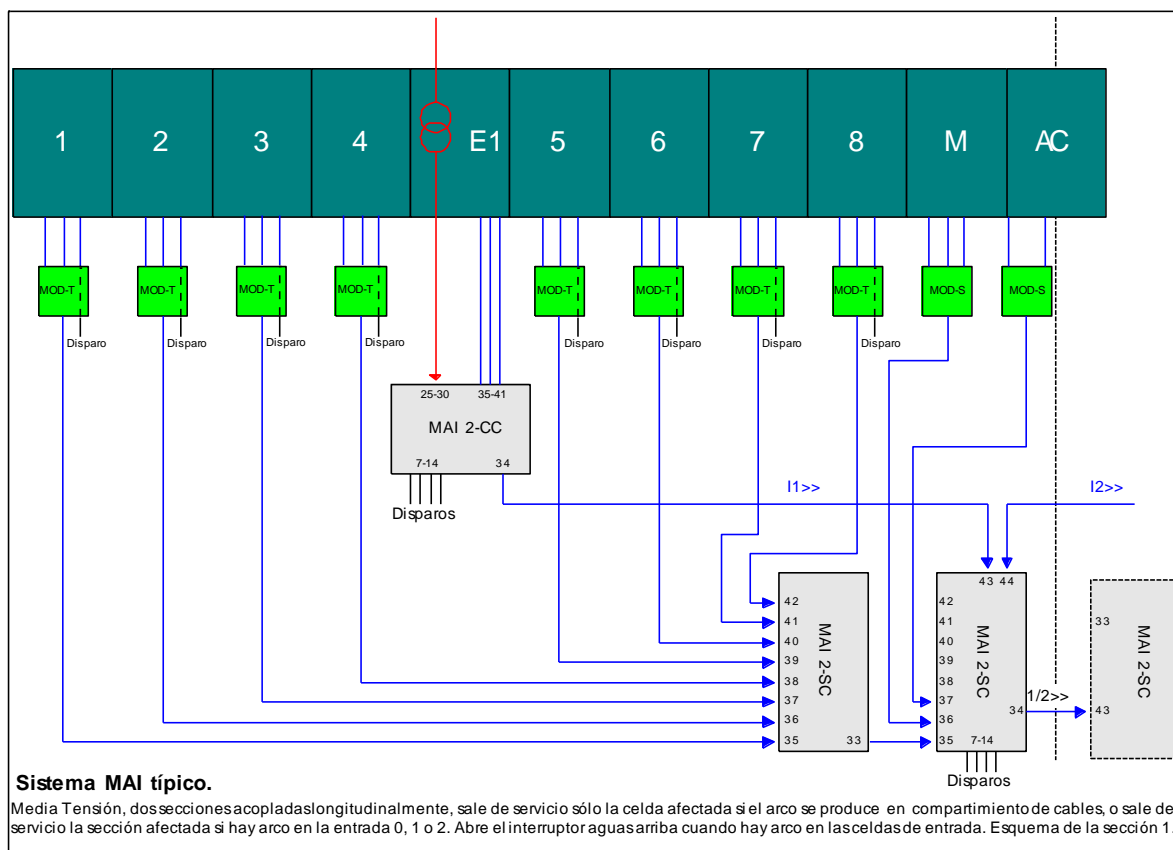 1 2 3 4 E1 5 6 7 8 M AC
MOD-T MOD-T MOD-T MOD-T MOD-T MOD-T MOD-T MOD-T MOD-S MOD-S
Disparo Disparo Disparo Disparo Disparo Disparo Disparo Disparo
25-30 35-41
MAI 2-CC
7-14 34
Disparos
I1>> I2>>
42
41
40
39
38
37
36
35
33
MAI 2-SC
43 44
42
41
40
39
38
37
36
35
34
7-14
MAI 2-SC
Disparos
1/2>>
33
43
MAI 2-SC
Sistema MAI típico.
Media Tensión, dos secciones acopladas longitudinalmente, sale de servicio sólo la celda afectada si el arco se produce en compartimiento de cables, o sale de
servicio la sección afectada si hay arco en la entrada 0, 1 o 2. Abre el interruptor aguas arriba cuando hay arco en las celdas de entrada. Esquema de la sección 1.